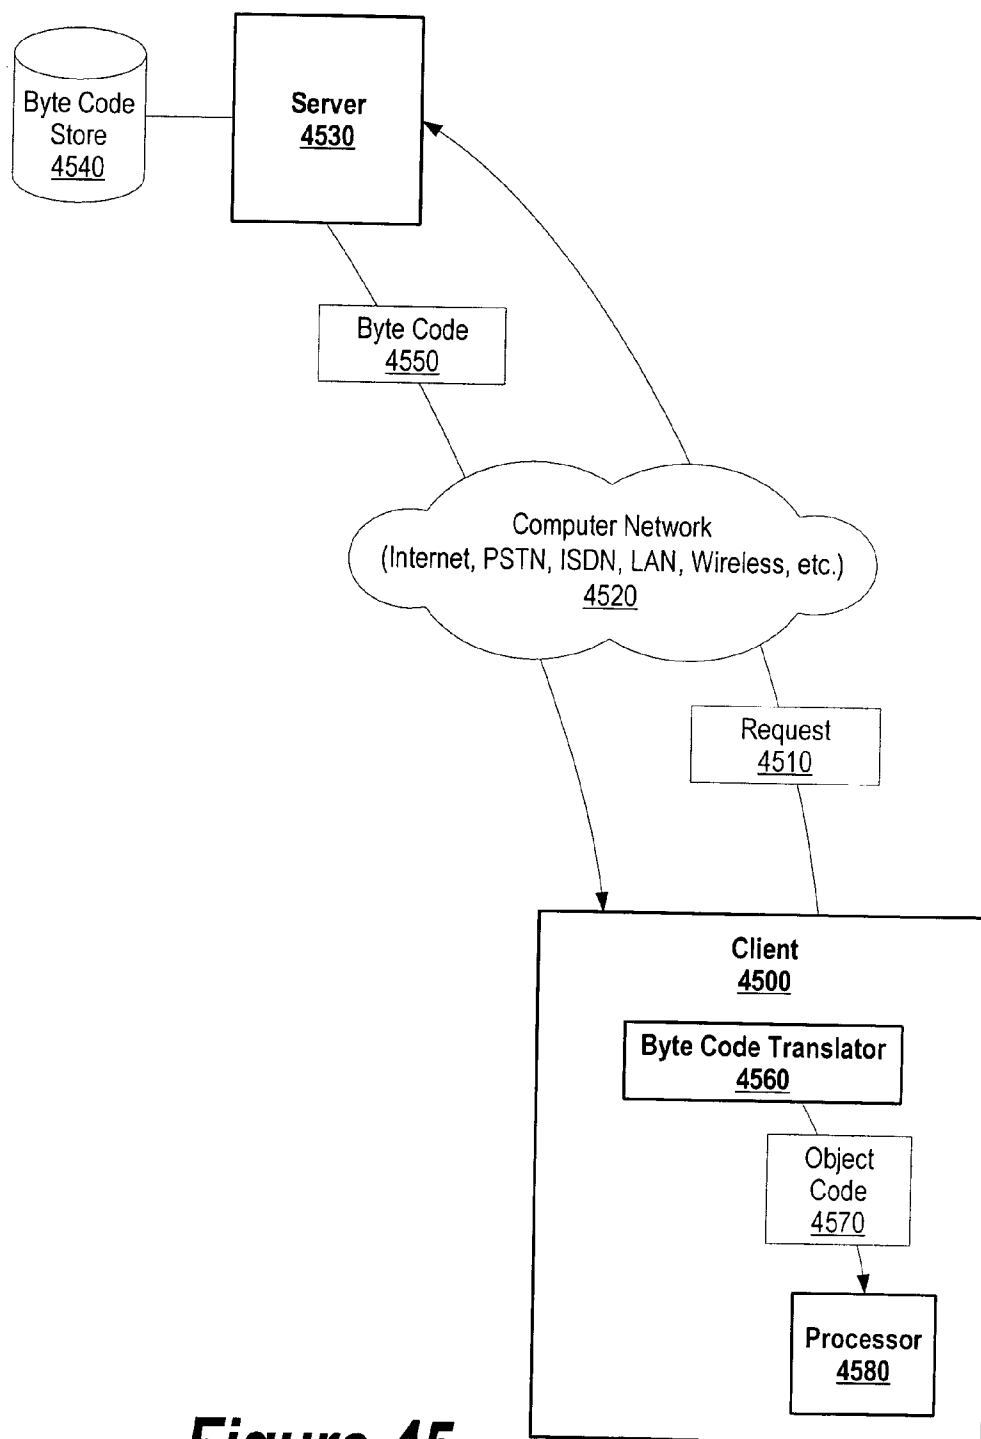 Byte Code
Store
4540
Server
4530
Byte Code
4550
Computer Network
(Internet, PSTN, ISDN, LAN, Wireless, etc.)
4520
Request
4510
Client
4500
Byte Code Translator
4560
Object
Code
4570
Processor
4580
Figure 45